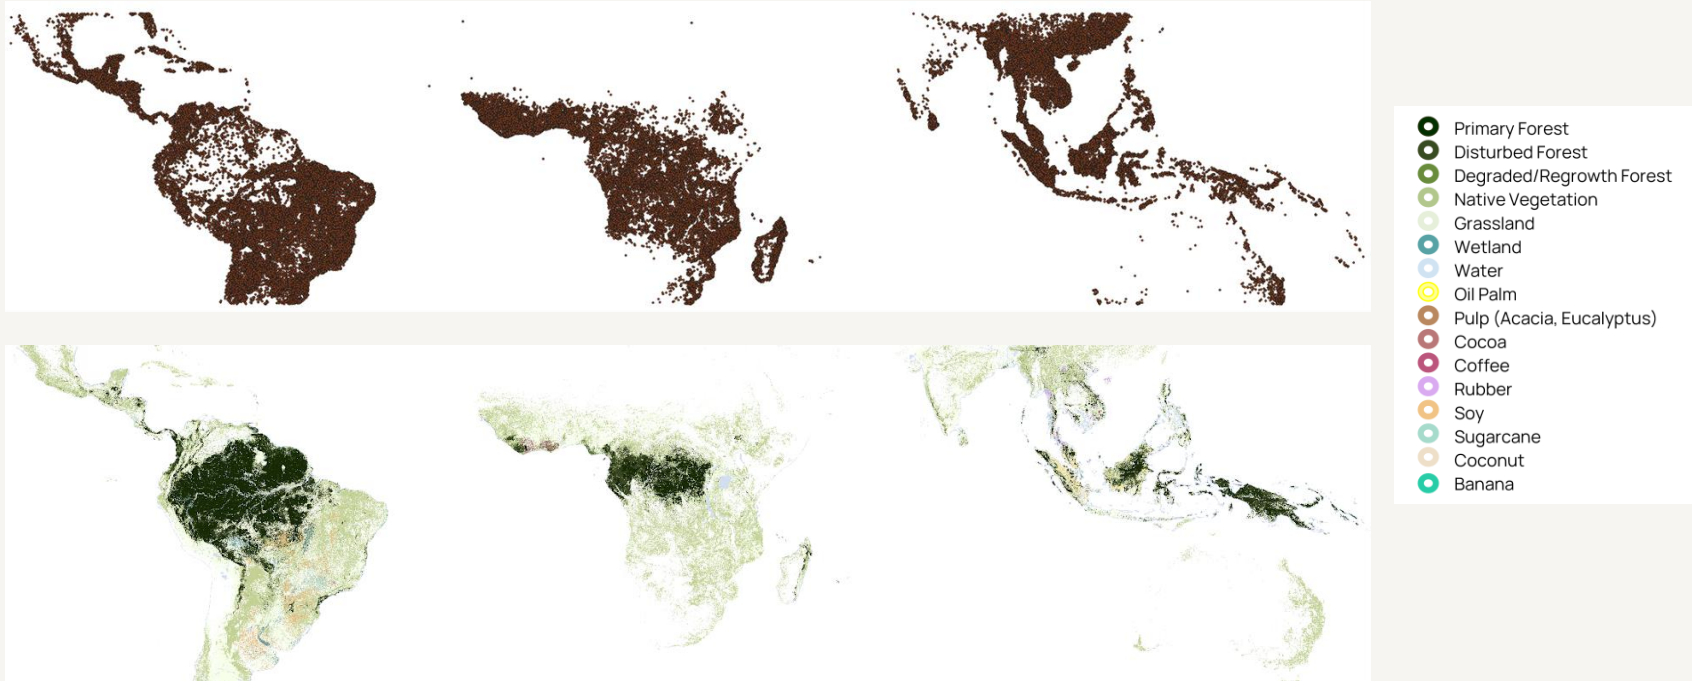 Primary Forest
Disturbed Forest
Degraded/Regrowth Forest
Native Vegetation
Grassland
Wetland
Water
Oil Palm
Pulp (Acacia, Eucalyptus)
Cocoa
Coffee
Rubber
Soy
Sugarcane
Coconut
Banana